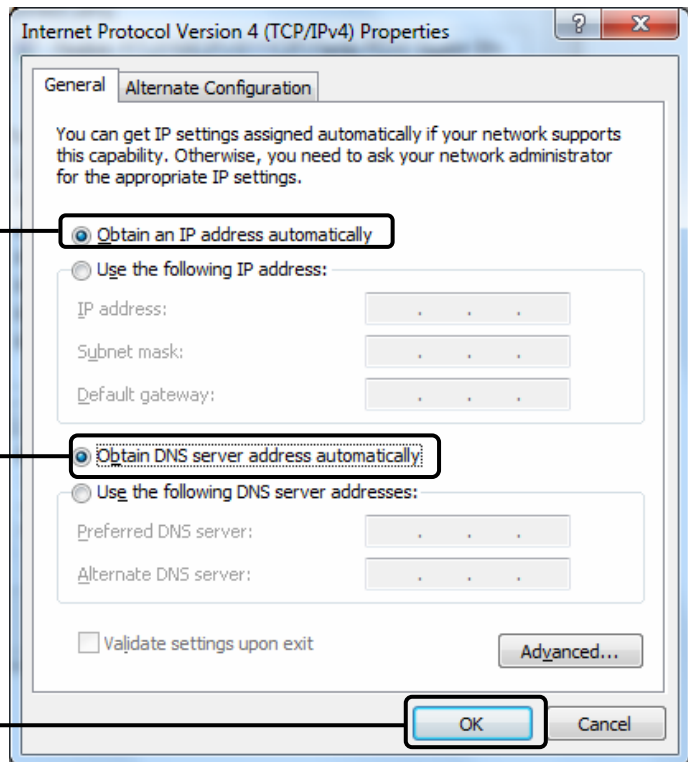 Internet Protocol Version 4 (TCP/IPv4) Properties
General Alternate Configuration
You can get IP settings assigned automatically if your network supports
this capability. Otherwise, you need to ask your network administrator
for the appropriate IP settings.
Obtain an IP address automatically
Use the following IP address:
IP address: . . .
Subnet mask: . . .
Default gateway: . . .
Obtain DNS server address automatically
Use the following DNS server addresses:
Preferred DNS server: . . .
Alternate DNS server: . . .
Validate settings upon exit
Advanced...
OK Cancel